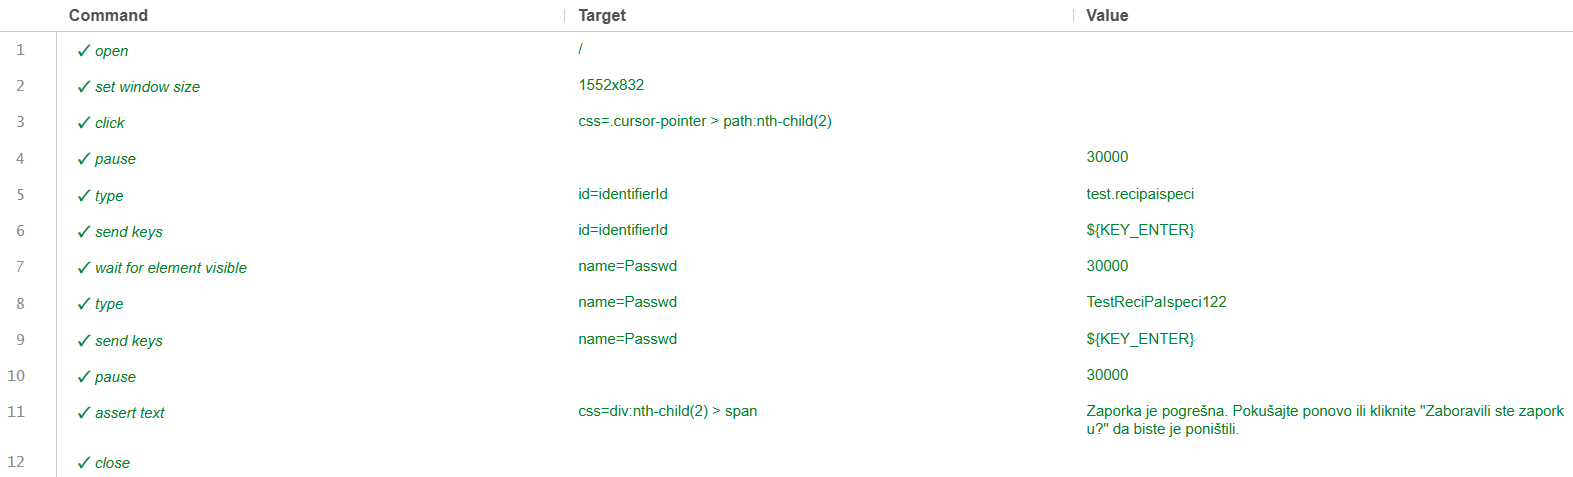 Command Target Value
1 ✓ open /
2 ✓ set window size 1552x832
3 ✓ click css=.cursor-pointer > path:nth-child(2)
4 ✓ pause 30000
5 ✓ type id=identifierId test.recipaispeci
6 ✓ send keys id=identifierId ${KEY_ENTER}
7 ✓ wait for element visible name=Passwd 30000
8 ✓ type name=Passwd TestReciPaIspeci122
9 ✓ send keys name=Passwd ${KEY_ENTER}
10 ✓ pause 30000
11 ✓ assert text css=div:nth-child(2) > span Zaporka je pogrešna. Pokušajte ponovo ili kliknite "Zaboravili ste zapork
u?" da biste je poništili.
12 ✓ close